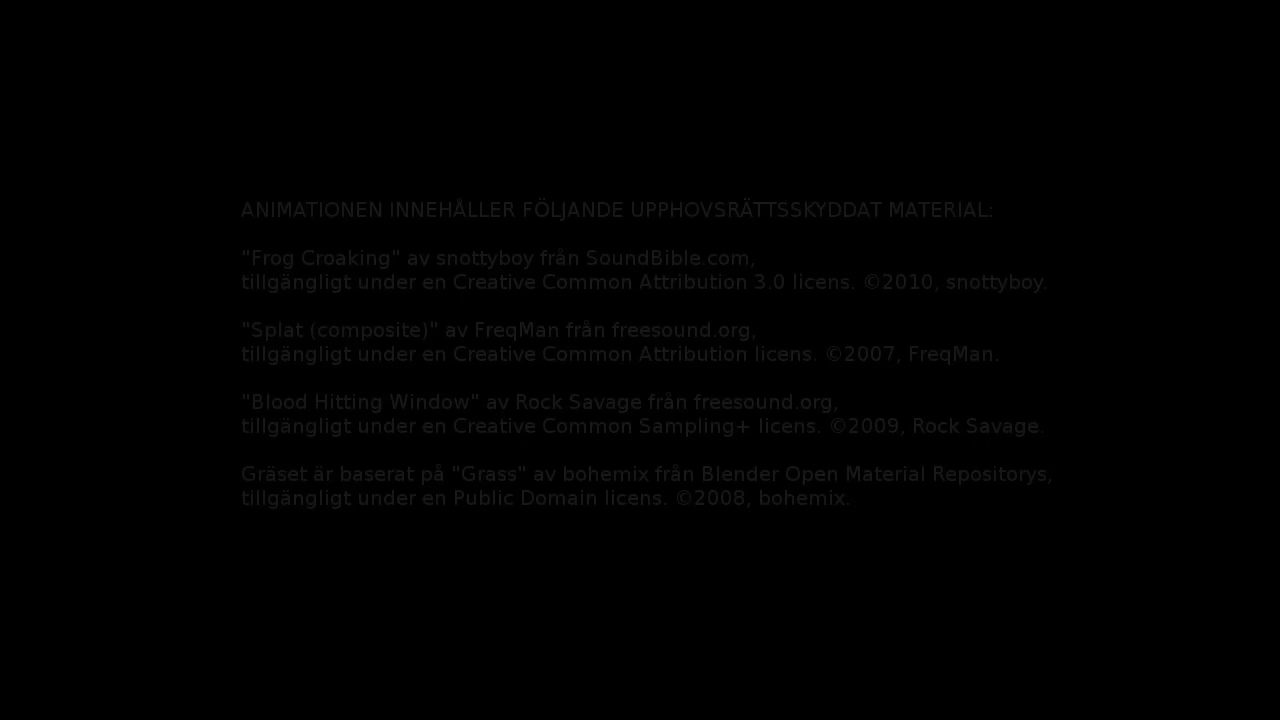 ANIMATIONEN INNEHÅLLER FÖLJANDE UPPHOVSRÄTTSSKYDDAT MATERIAL:
"Frog Croaking" av snottyboy från SoundBible.com,
tillgängligt under en Creative Common Attribution 3.0 licens. ©2010, snottyboy.
"Splat (composite)" av FreqMan från freesound.org,
tillgängligt under en Creative Common Attribution licens. ©2007, FreqMan.
"Blood Hitting Window" av Rock Savage från freesound.org,
tillgängligt under en Creative Common Sampling+ licens. ©2009, Rock Savage.
Gräset är baserat på "Grass" av bohemix från Blender Open Material Repositorys,
tillgängligt under en Public Domain licens. ©2008, bohemix.